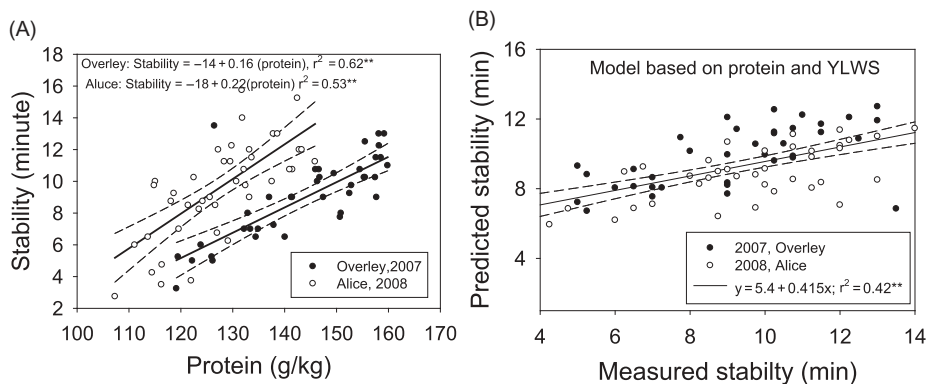 (A)
Overley: Stability = −14+0.16 (protein), r² = 0.62**
Aluce: Stability = −18+0.22(protein) r² = 0.53**
18
16
14
12
10
8
6
4
2
Stability (minute)
Overley,2007
Alice, 2008
100 110 120 130 140 150 160 170
Protein (g/kg)
(B)
Model based on protein and YLWS
16
12
8
4
Predicted stability (min)
2007, Overley
2008, Alice
y = 5.4 + 0.415x; r² = 0.42**
4 6 8 10 12 14
Measured stabilty (min)